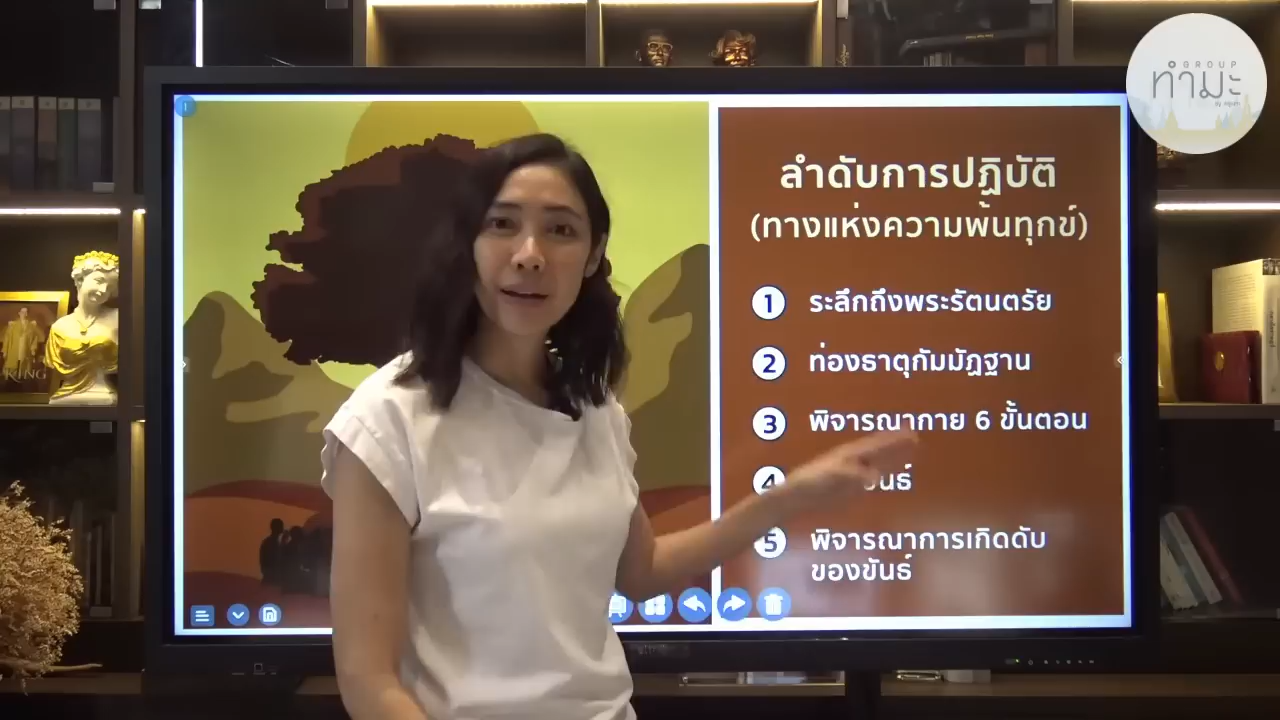 GROUP
ทำมะ
ลำดับการปฏิบัติ
(ทางแห่งความพ้นทุกข์)
1 ระลึกถึงพระรัตนตรัย
2 ท่องธาตุกัมมัฏฐาน
3 พิจารณากาย 6 ขั้นตอน
4
5 พิจารณาการเกิดดับ
ของขันธ์
KING